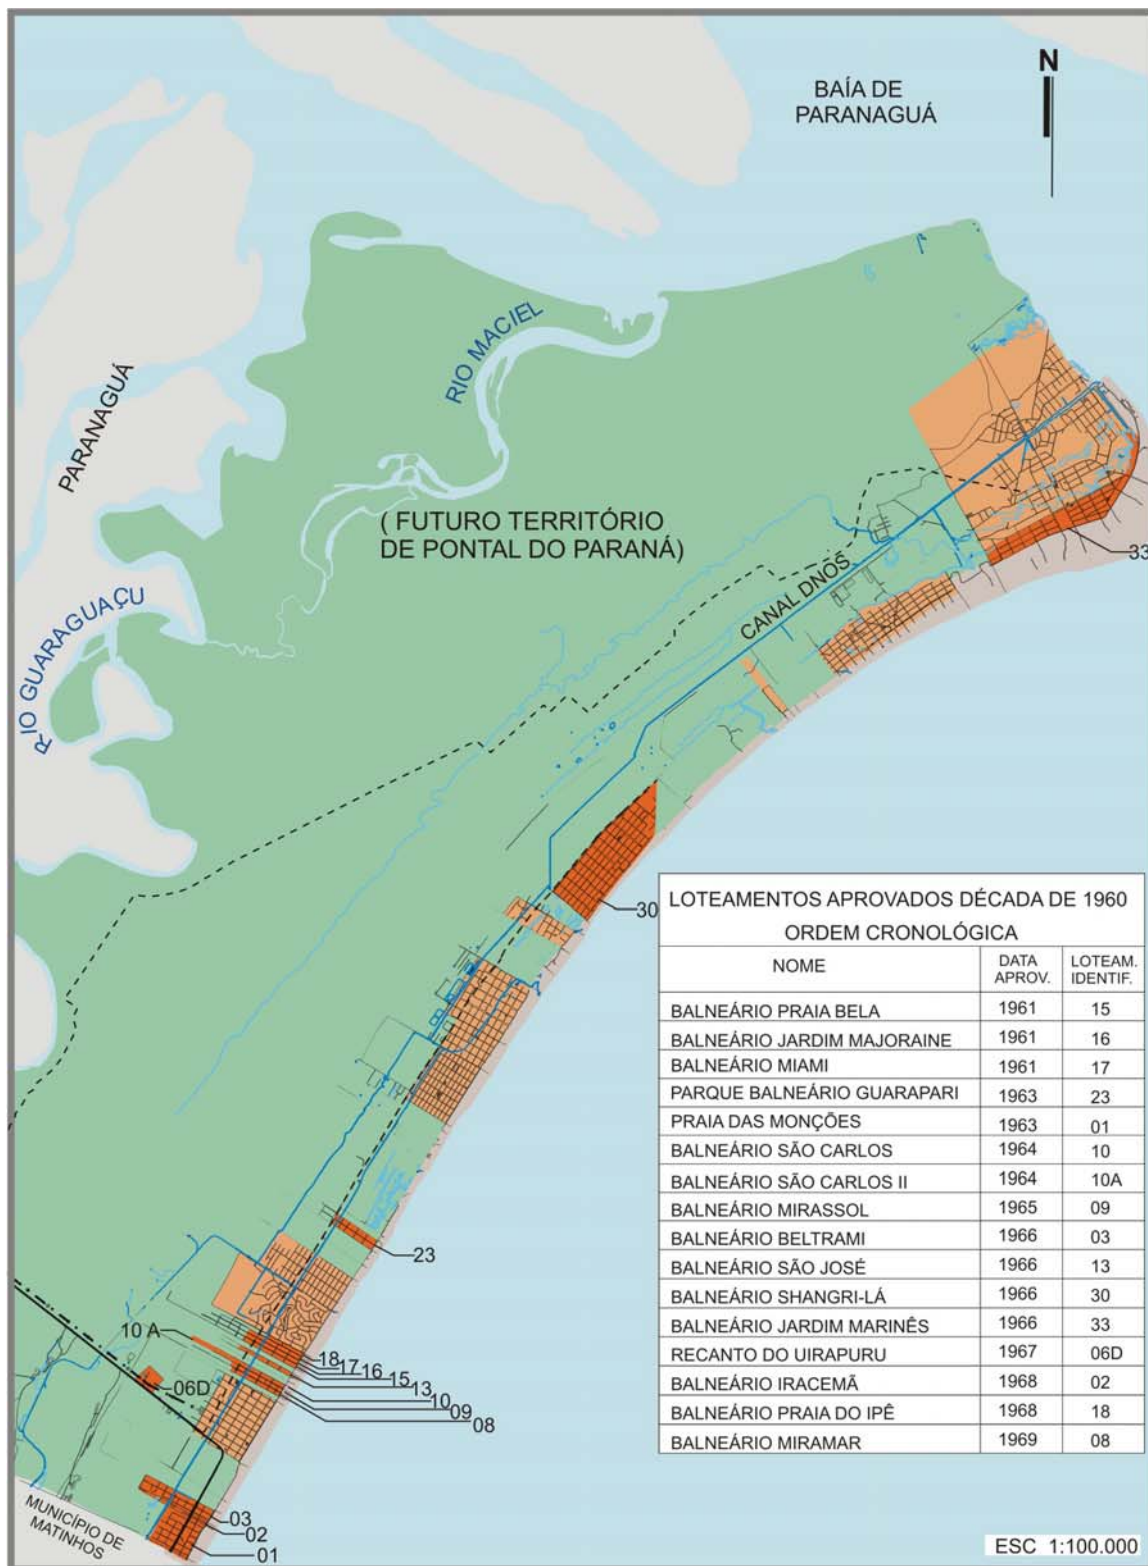 N
BAÍA DE
PARANAGUÁ
RIO MACIEL
PARANAGUÁ
( FUTURO TERRITÓRIO
DE PONTAL DO PARANÁ)
33
CANAL DNOS
RIO GUARAGUAÇU
30
LOTEAMENTOS APROVADOS DÉCADA DE 1960
ORDEM CRONOLÓGICA
NOME DATA APROV. LOTEAM. IDENTIF.
BALNEÁRIO PRAIA BELA 1961 15
BALNEÁRIO JARDIM MAJORAINE 1961 16
BALNEÁRIO MIAMI 1961 17
PARQUE BALNEÁRIO GUARAPARI 1963 23
PRAIA DAS MONÇÕES 1963 01
BALNEÁRIO SÃO CARLOS 1964 10
BALNEÁRIO SÃO CARLOS II 1964 10A
BALNEÁRIO MIRASSOL 1965 09
BALNEÁRIO BELTRAMI 1966 03
BALNEÁRIO SÃO JOSÉ 1966 13
BALNEÁRIO SHANGRI-LÁ 1966 30
BALNEÁRIO JARDIM MARINÊS 1966 33
RECANTO DO UIRAPURU 1967 06D
BALNEÁRIO IRACEMÃ 1968 02
BALNEÁRIO PRAIA DO IPÊ 1968 18
BALNEÁRIO MIRAMAR 1969 08
23
10 A
18
17
16
15
13
10
09
08
06D
03
02
01
MUNICÍPIO DE
MATINHOS
ESC 1:100.000